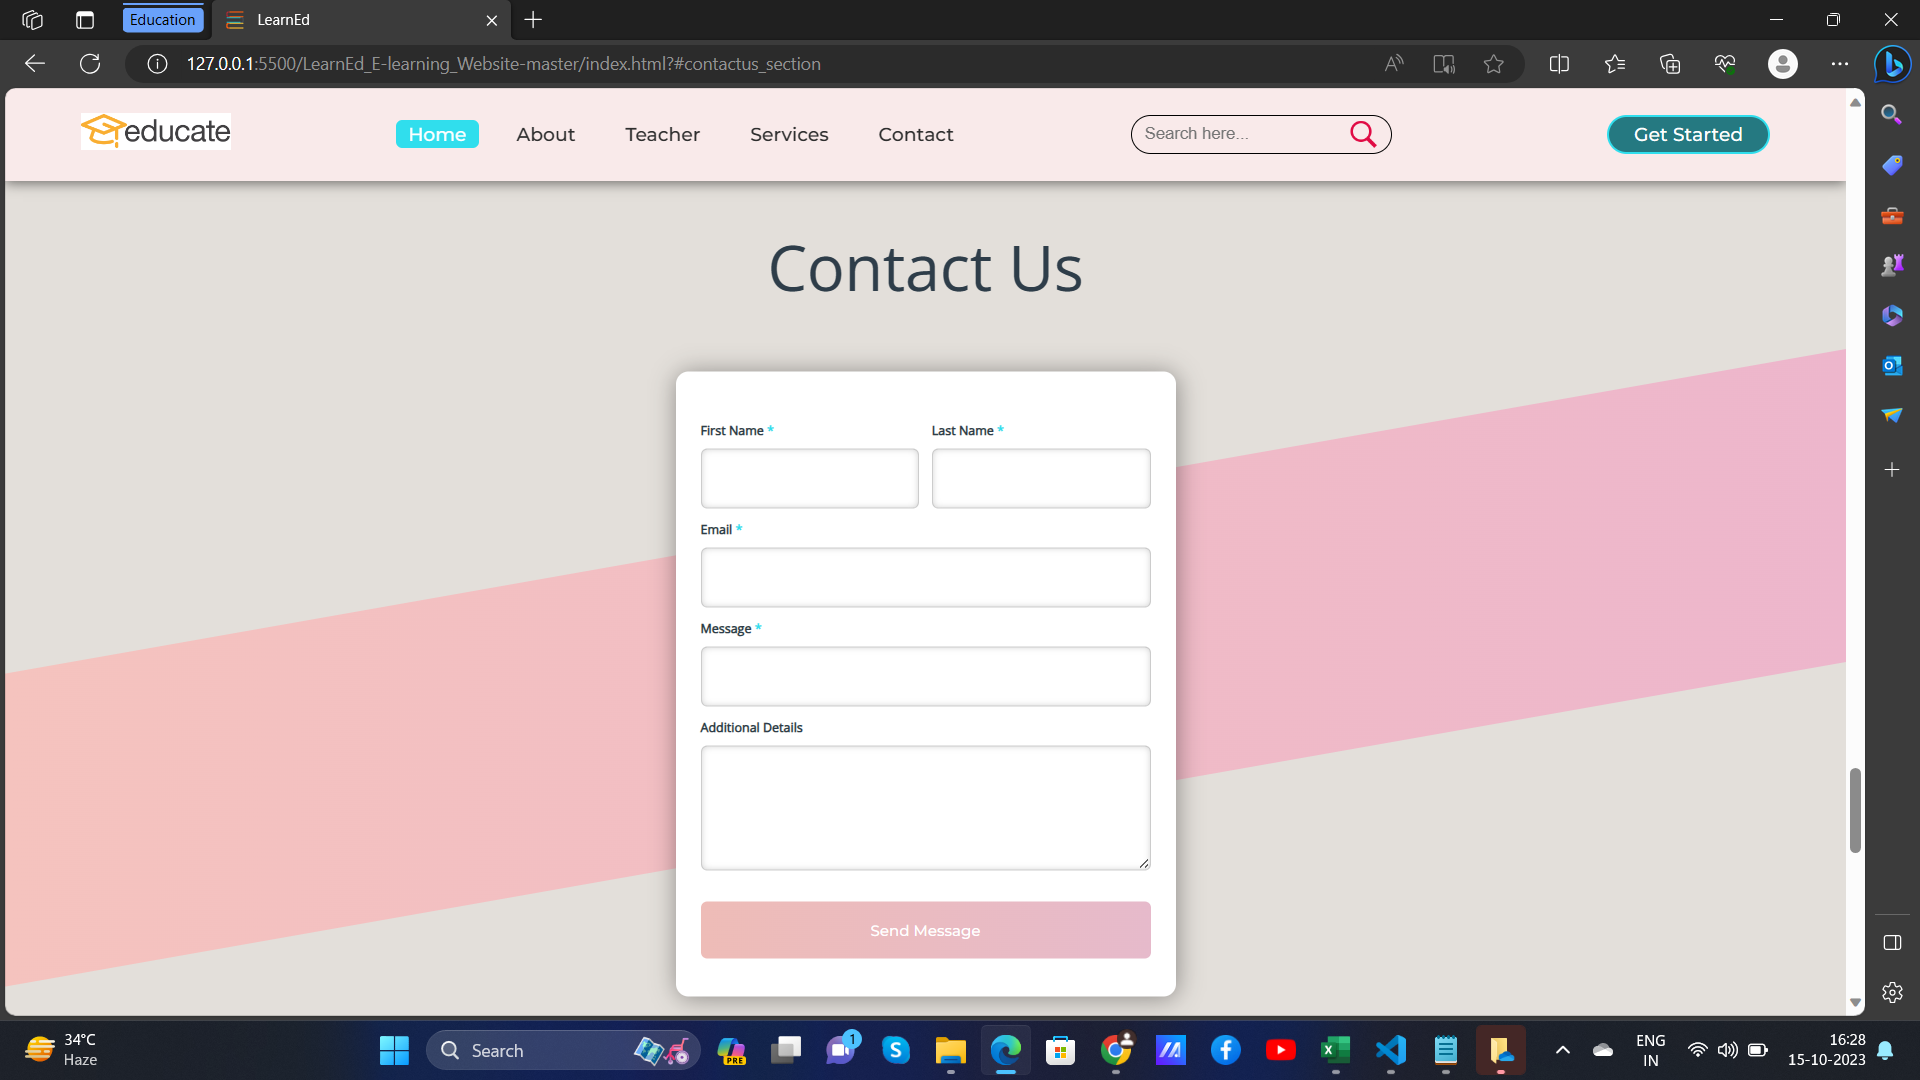 Education
LearnEd
127.0.0.1:5500/LearnEd_E-learning_Website-master/index.html?#contactus_section
educate
Home
About
Teacher
Services
Contact
Search here...
Get Started
Contact Us
First Name *
Last Name *
Email *
Message *
Additional Details
Send Message
34°C
Haze
Search
PRE
1
ENG
IN
16:28
15-10-2023